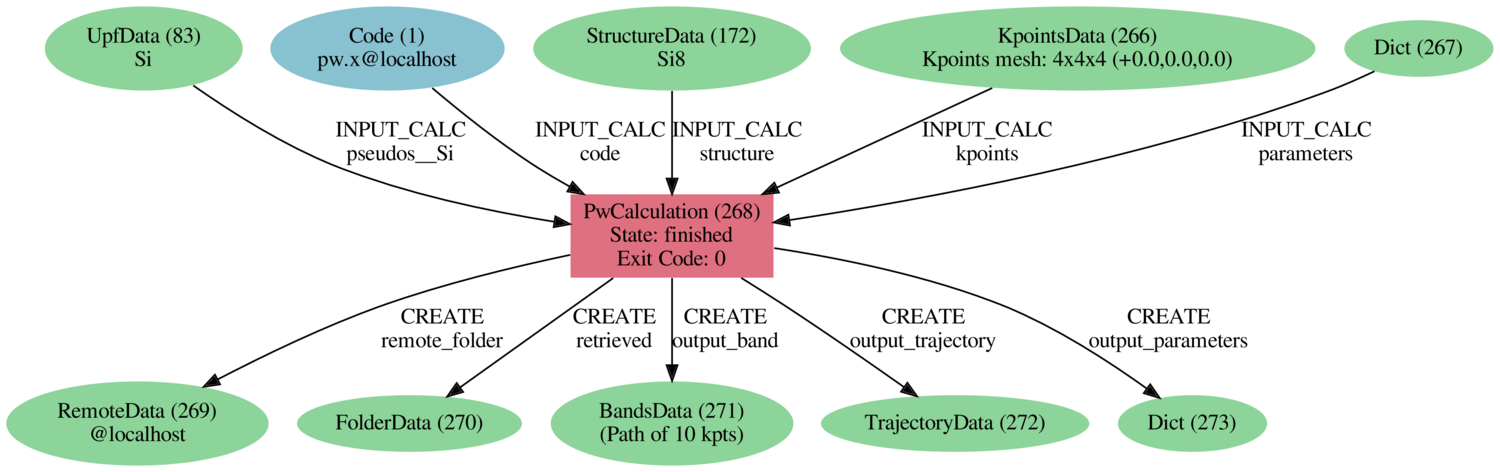 UpfData (83)
Si
Code (1)
pw.x@localhost
StructureData (172)
Si8
KpointsData (266)
Kpoints mesh: 4x4x4 (+0.0,0.0,0.0)
Dict (267)
INPUT_CALC
pseudos__Si
INPUT_CALC
code
INPUT_CALC
structure
INPUT_CALC
kpoints
INPUT_CALC
parameters
PwCalculation (268)
State: finished
Exit Code: 0
CREATE
remote_folder
CREATE
retrieved
CREATE
output_band
CREATE
output_trajectory
CREATE
output_parameters
RemoteData (269)
@localhost
FolderData (270)
BandsData (271)
(Path of 10 kpts)
TrajectoryData (272)
Dict (273)